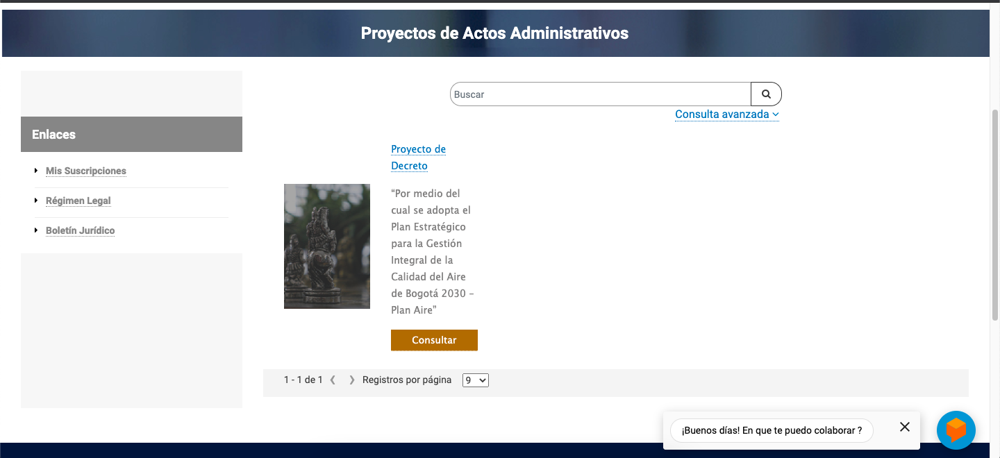 Proyectos de Actos Administrativos
Buscar
Consulta avanzada
Enlaces
Mis Suscripciones
Régimen Legal
Boletín Jurídico
Proyecto de
Decreto
“Por medio del
cual se adopta el
Plan Estratégico
para la Gestión
Integral de la
Calidad del Aire
de Bogotá 2030 –
Plan Aire”
Consultar
1 - 1 de 1 ❮ ❯ Registros por página 9
¡Buenos días! En que te puedo colaborar ?